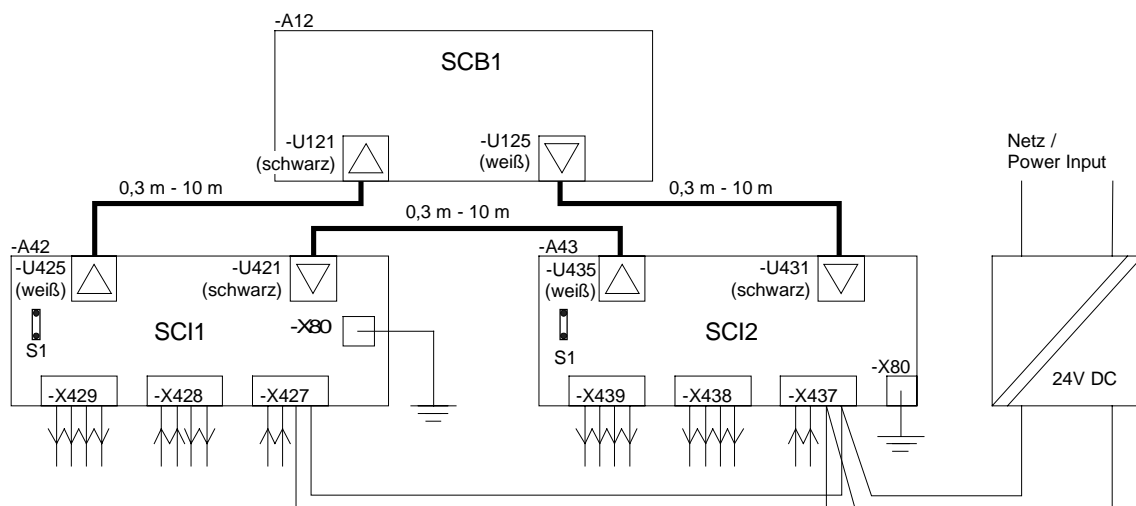 -A12
SCB1
-U121
(schwarz)
-U125
(weiß)
Netz /
Power Input
0,3 m - 10 m
0,3 m - 10 m
0,3 m - 10 m
-A42
-U425
(weiß)
-U421
(schwarz)
-A43
-U435
(weiß)
-U431
(schwarz)
S1
SCI1
-X80
S1
SCI2
-X80
24V DC
-X429
-X428
-X427
-X439
-X438
-X437